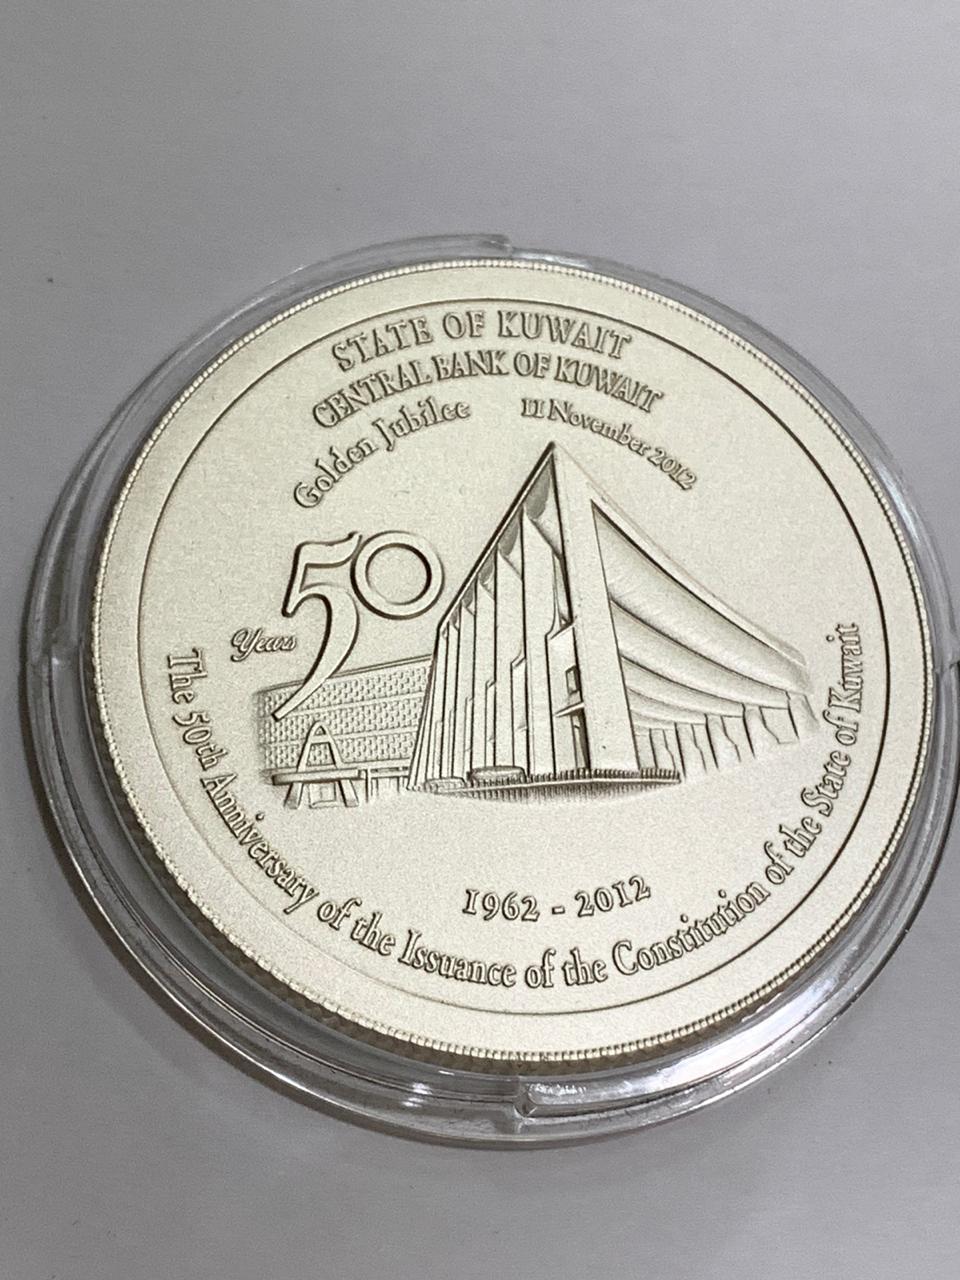 STATE OF KUWAIT
CENTRAL BANK OF KUWAIT
Golden Jubilee
11 November 2012
50
Years
1962 - 2012
The 50th Anniversary of the Issuance of the Constitution of the State of Kuwait